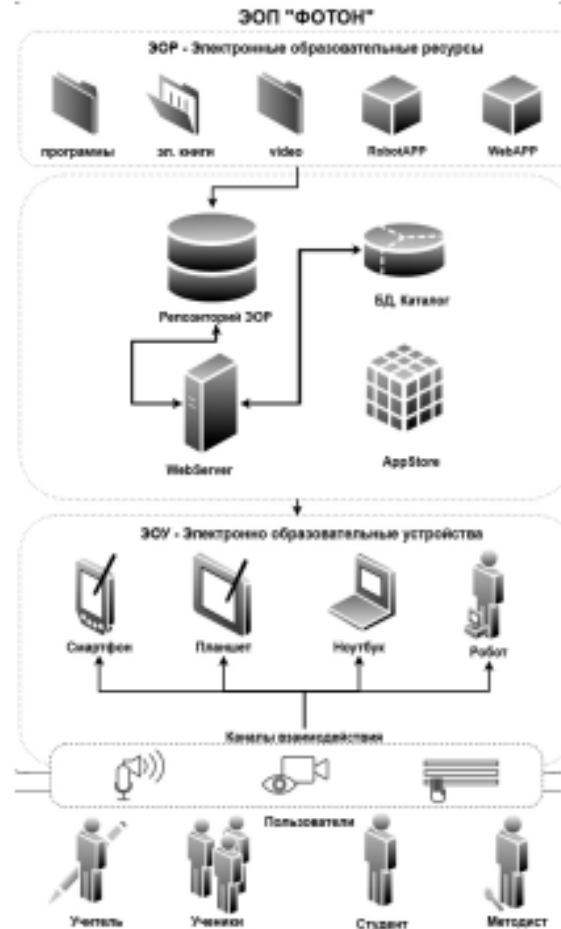 ЭОП "ФОТОН"
ЭОР - Электронные образовательные ресурсы
программы эл. книги video RobotAPP WebAPP
Репозиторий ЭОР
БД, Каталог
WebServer
AppStore
ЭОУ - Электронно образовательные устройства
Смартфон Планшет Ноутбук Робот
Каналы взаимодействия
Пользователи
Учитель Ученики Студент Методист